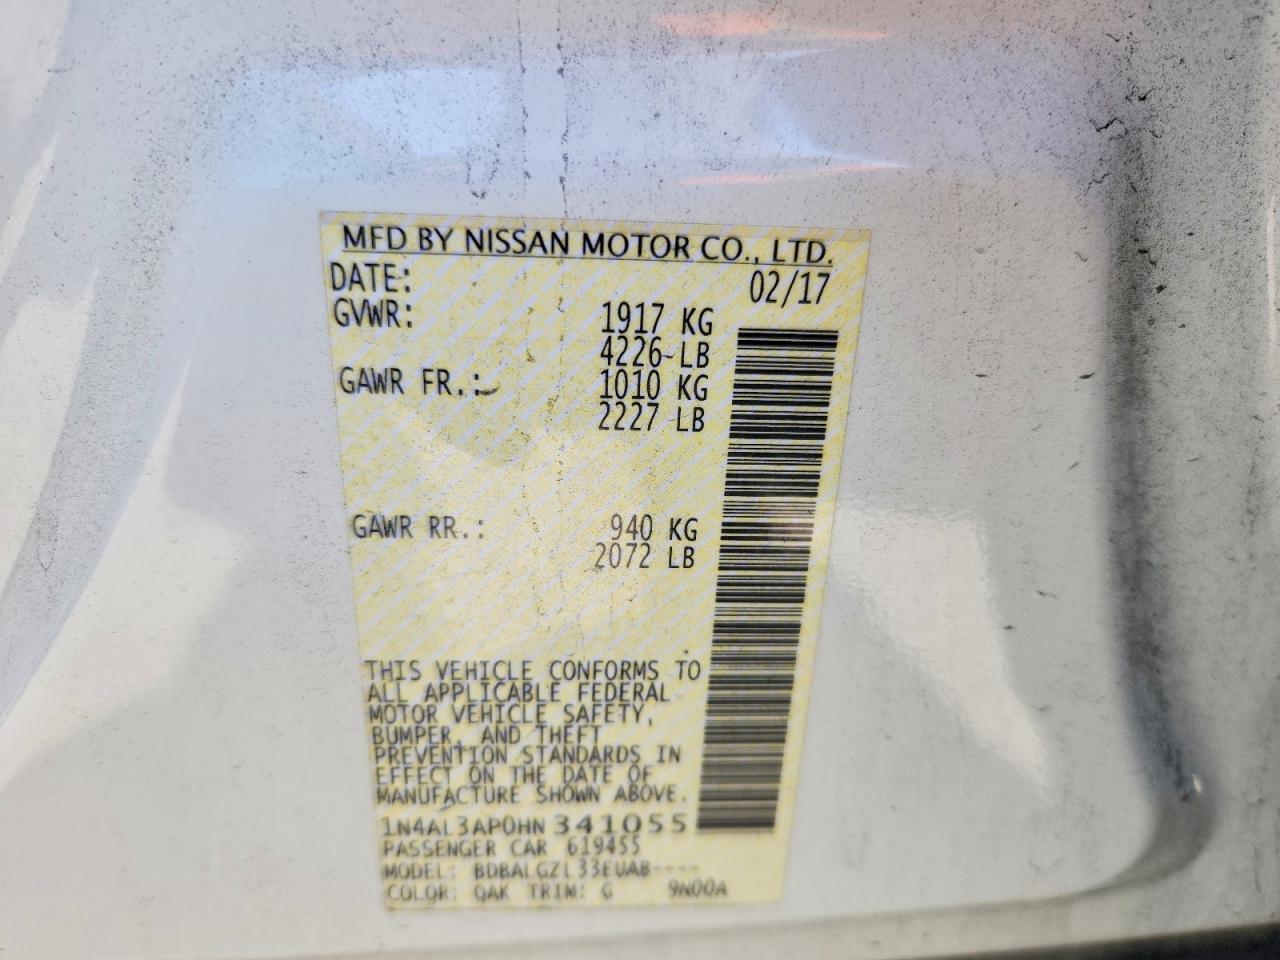 MFD BY NISSAN MOTOR CO., LTD.
DATE: 02/17
GVWR: 1917 KG
4226 LB
GAWR FR.: 1010 KG
2227 LB
GAWR RR.: 940 KG
2072 LB
THIS VEHICLE CONFORMS TO
ALL APPLICABLE FEDERAL
MOTOR VEHICLE SAFETY,
BUMPER, AND THEFT
PREVENTION STANDARDS IN
EFFECT ON THE DATE OF
MANUFACTURE SHOWN ABOVE.
1N4AL3AP0HN341055
PASSENGER CAR 619455
MODEL: BDBALGZL33EUAB----
COLOR: QAK TRIM: G 9N00A